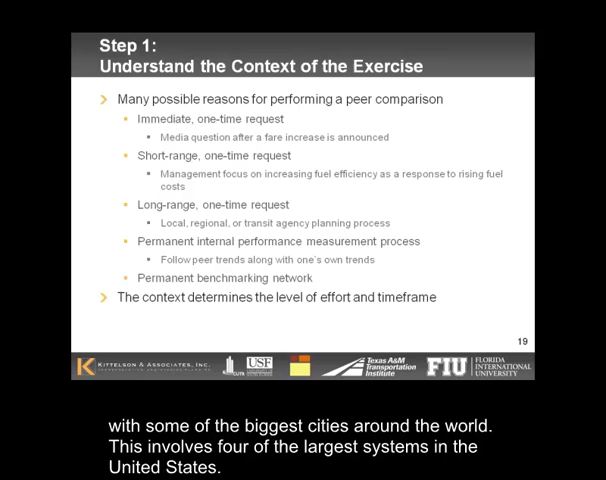 Step 1:
Understand the Context of the Exercise
Many possible reasons for performing a peer comparison
Immediate, one-time request
Media question after a fare increase is announced
Short-range, one-time request
Management focus on increasing fuel efficiency as a response to rising fuel
costs
Long-range, one-time request
Local, regional, or transit agency planning process
Permanent internal performance measurement process
Follow peer trends along with one's own trends
Permanent benchmarking network
The context determines the level of effort and timeframe
19
KITTELSON & ASSOCIATES, INC.
CUTR
USF
Texas A&M
Transportation
Institute
FIU
FLORIDA
INTERNATIONAL
UNIVERSITY
with some of the biggest cities around the world.
This involves four of the largest systems in the
United States.